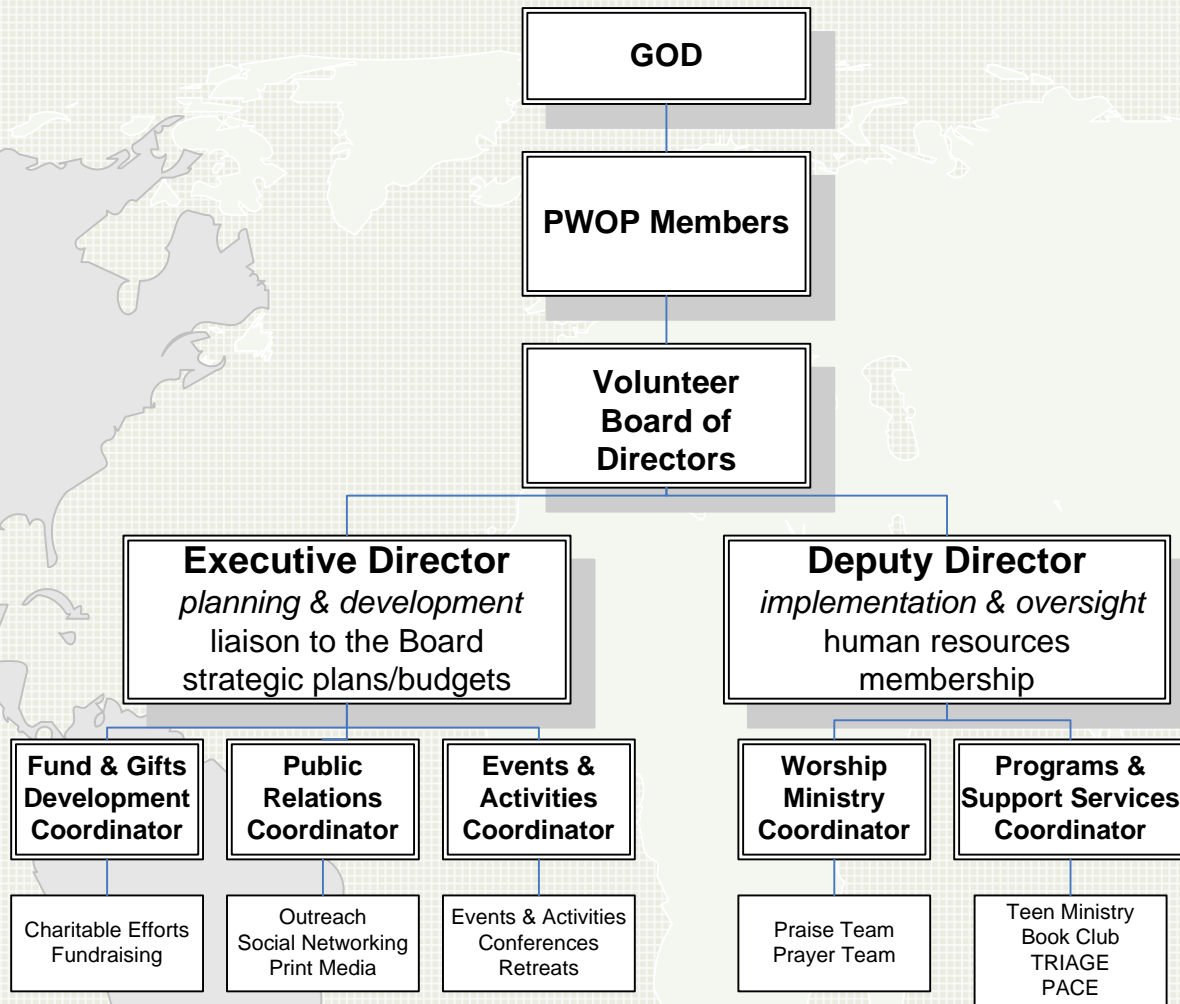 GOD
PWOP Members
Volunteer
Board of
Directors
Executive Director
planning & development
liaison to the Board
strategic plans/budgets
Deputy Director
implementation & oversight
human resources
membership
Fund & Gifts
Development
Coordinator
Public
Relations
Coordinator
Events &
Activities
Coordinator
Worship
Ministry
Coordinator
Programs &
Support Services
Coordinator
Charitable Efforts
Fundraising
Outreach
Social Networking
Print Media
Events & Activities
Conferences
Retreats
Praise Team
Prayer Team
Teen Ministry
Book Club
TRIAGE
PACE